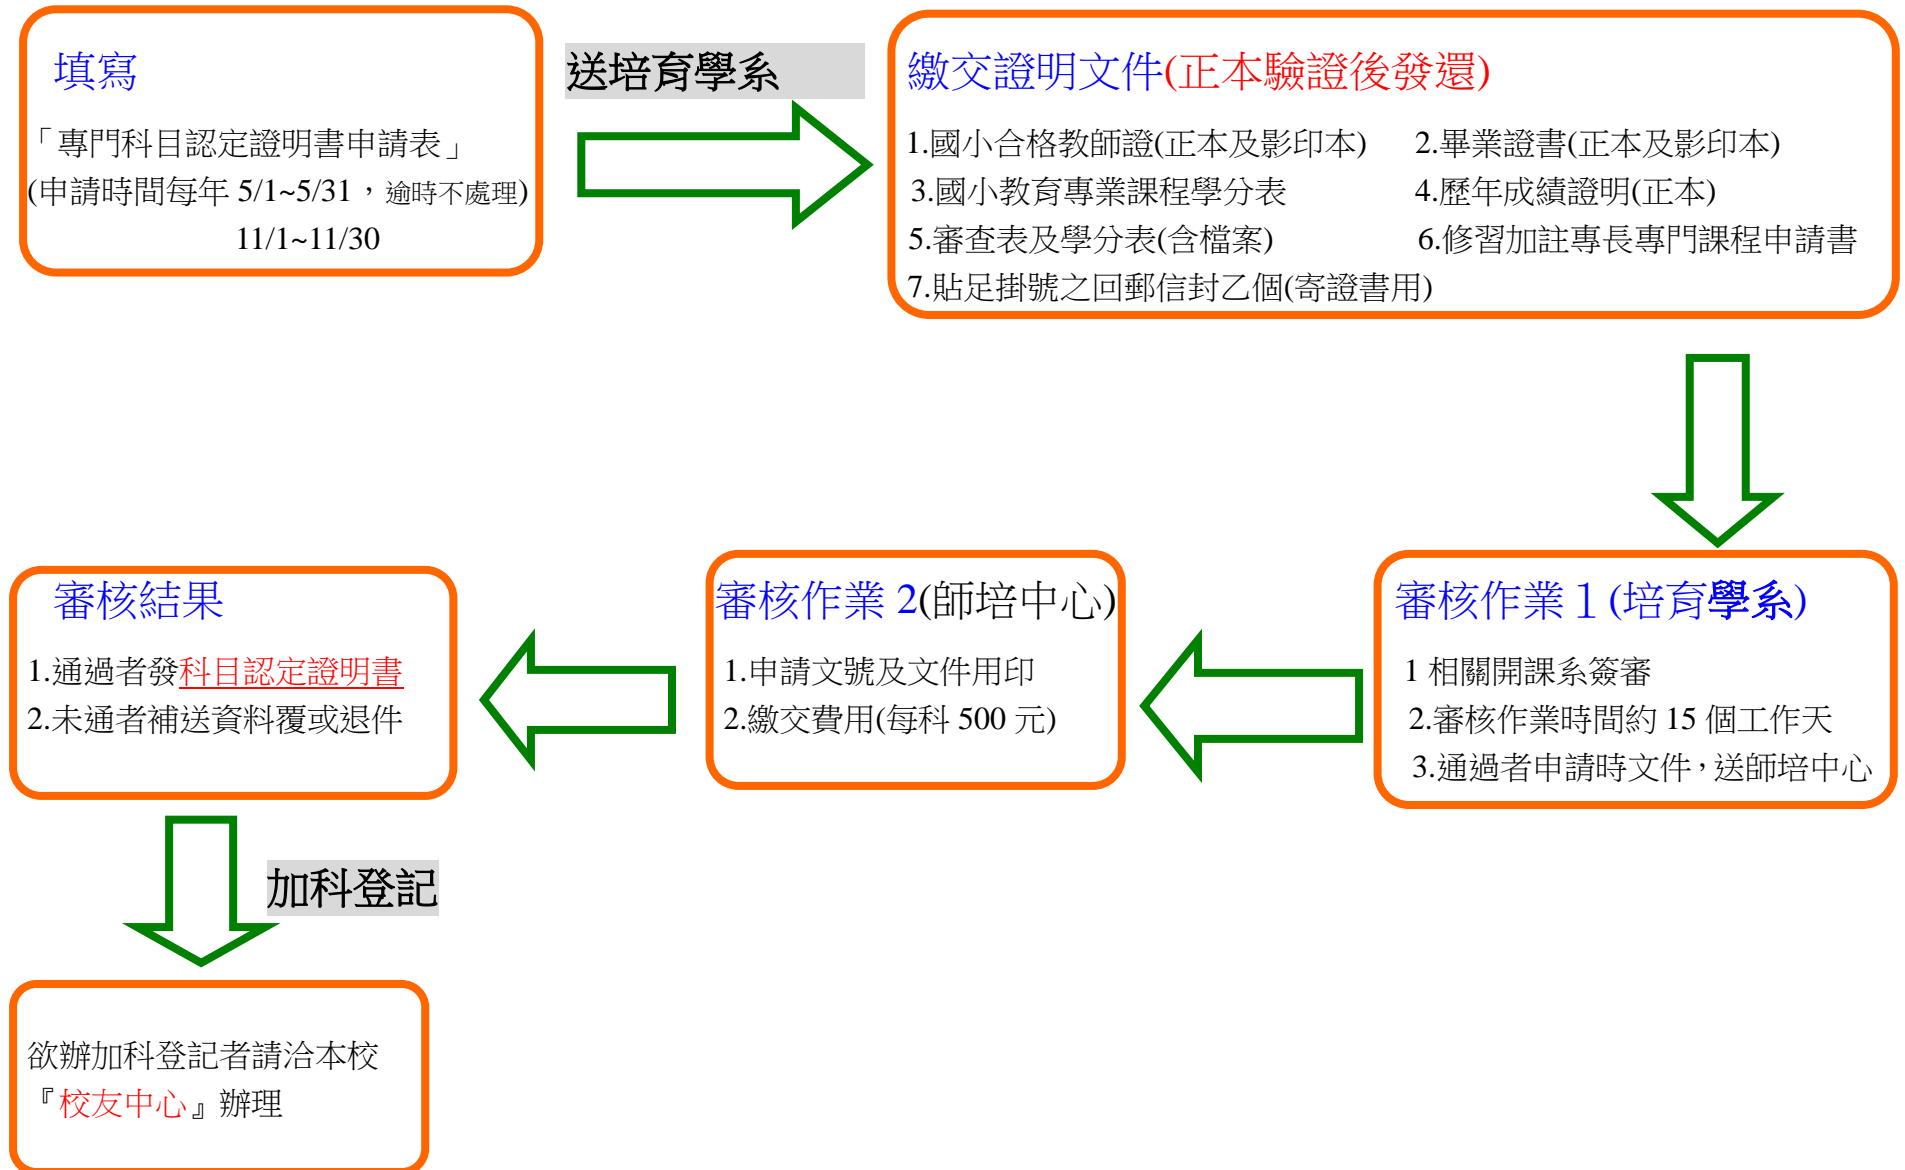 填寫
「專門科目認定證明書申請表」
(申請時間每年 5/1~5/31，逾時不處理)
11/1~11/30
送培育學系
繳交證明文件(正本驗證後發還)
1.國小合格教師證(正本及影印本) 2.畢業證書(正本及影印本)
3.國小教育專業課程學分表 4.歷年成績證明(正本)
5.審查表及學分表(含檔案) 6.修習加註專長專門課程申請書
7.貼足掛號之回郵信封乙個(寄證書用)
審核作業１(培育學系)
1 相關開課系簽審
2.審核作業時間約 15 個工作天
3.通過者申請時文件，送師培中心
審核作業 2(師培中心)
1.申請文號及文件用印
2.繳交費用(每科 500 元)
審核結果
1.通過者發科目認定證明書
2.未通者補送資料覆或退件
加科登記
欲辦加科登記者請洽本校
『校友中心』辦理